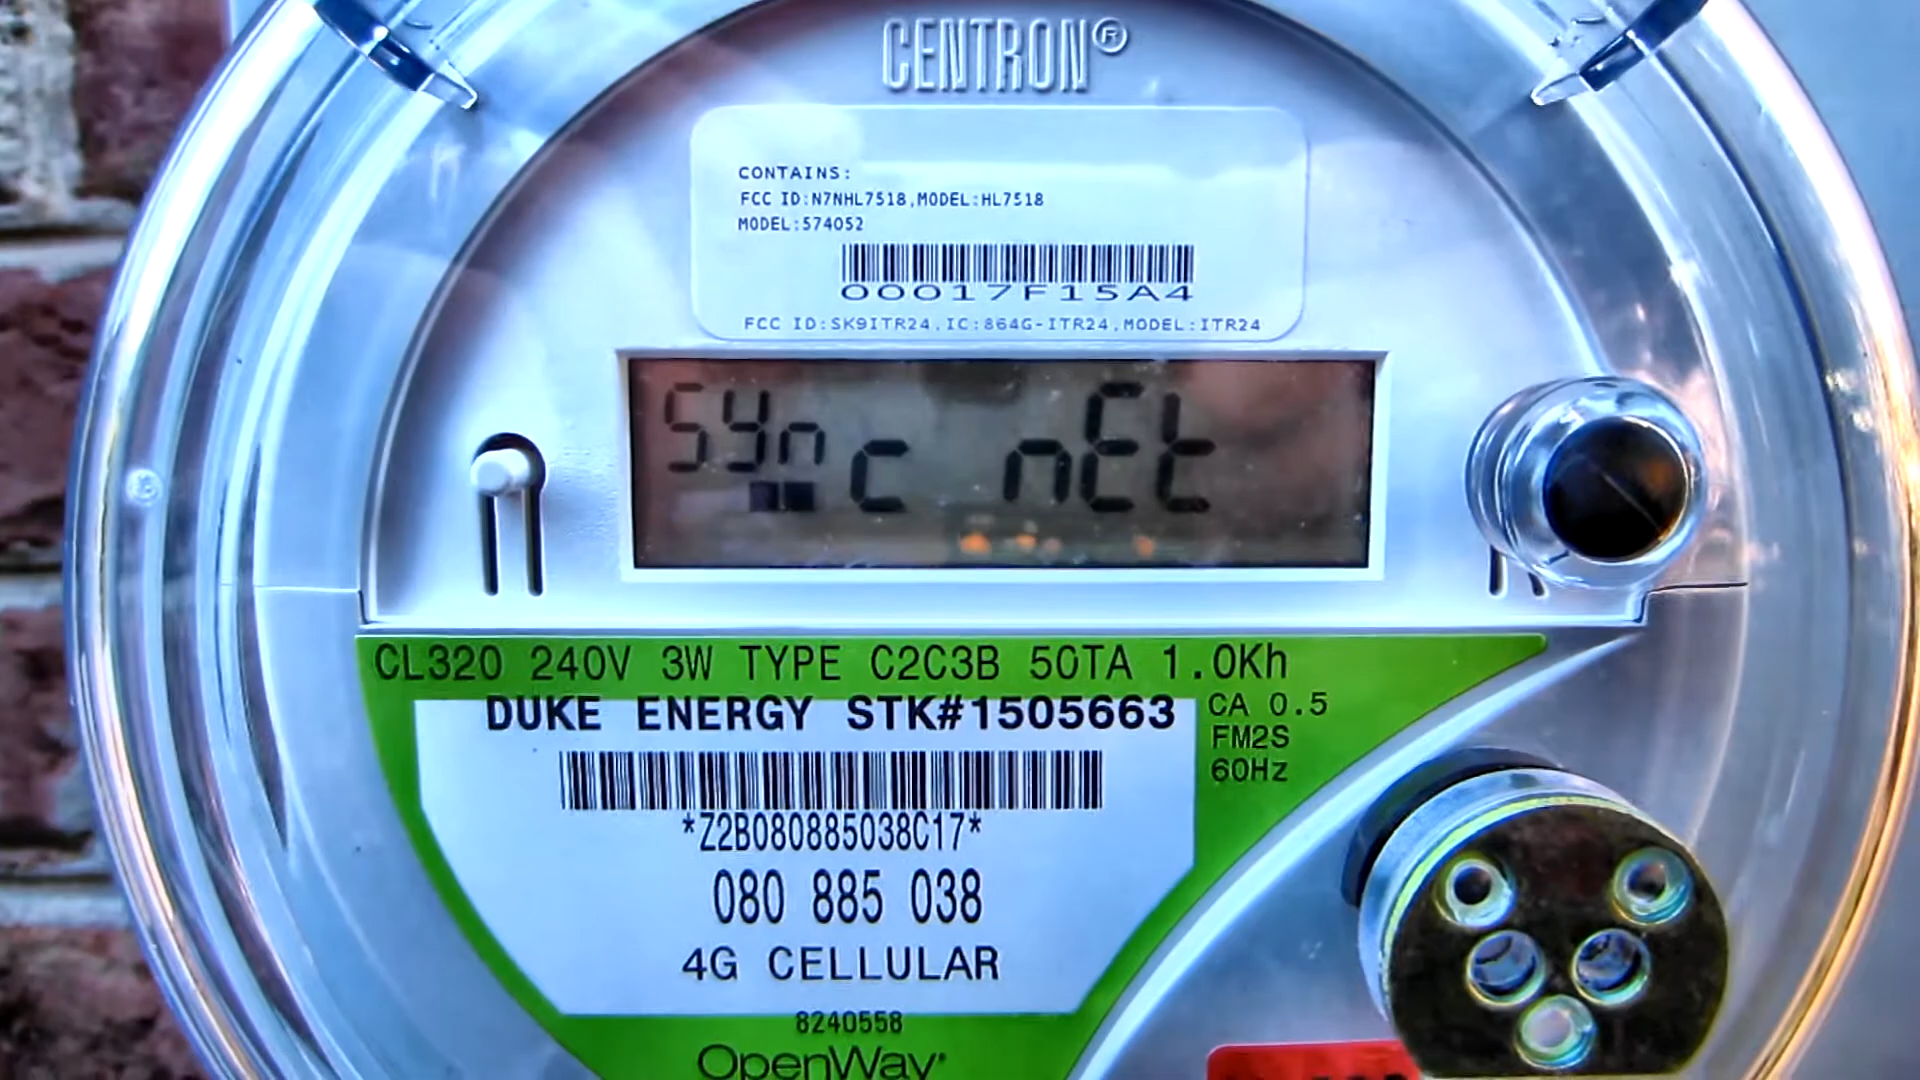 CENTRON®
CONTAINS:
FCC ID:N7NHL7518,MODEL:HL7518
MODEL:574052
00017F15A4
FCC ID:SK9ITR24,IC:864G-ITR24,MODEL:ITR24
Sync nEt
CL320 240V 3W TYPE C2C3B 50TA 1.0Kh
DUKE ENERGY STK#1505663
CA 0.5
FM2S
60Hz
*Z2B080885038C17*
080 885 038
4G CELLULAR
8240558
OpenWay®